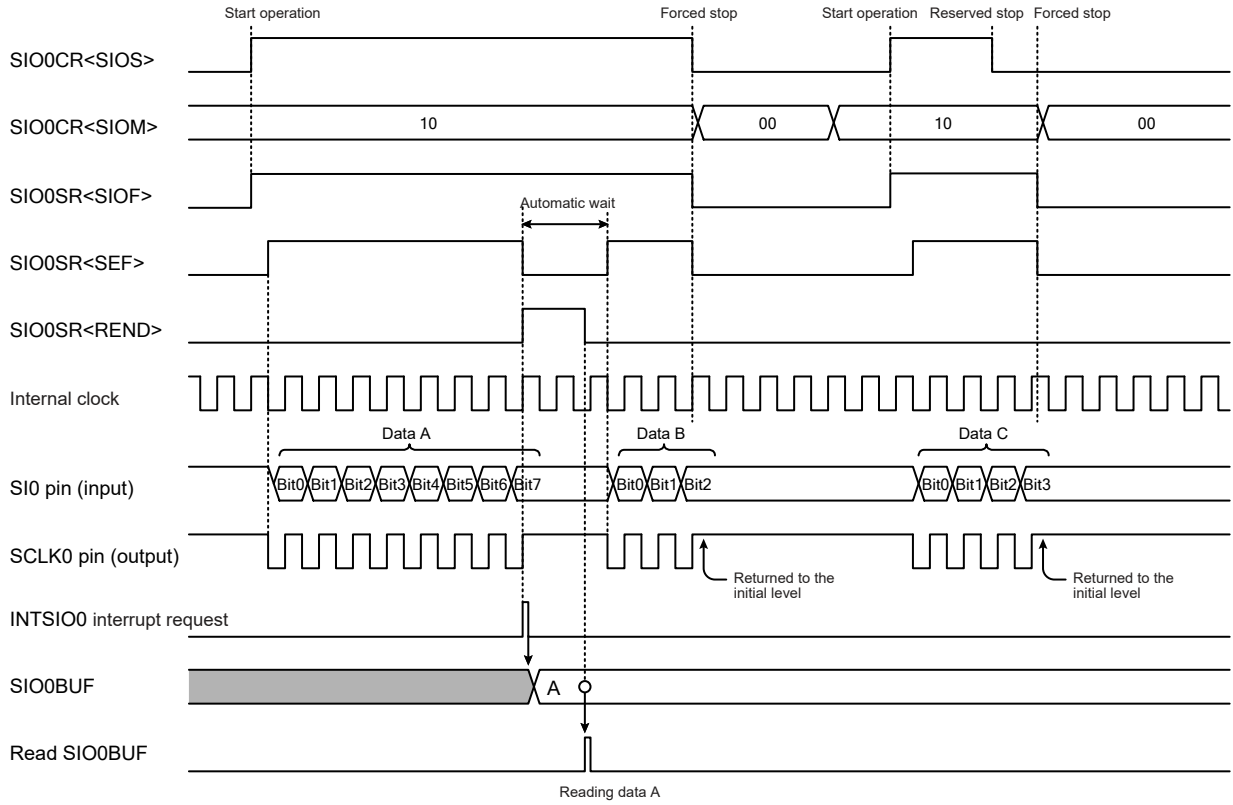 Start operation Forced stop Start operation Reserved stop Forced stop
SIO0CR<SIOS>
SIO0CR<SIOM> 10 00 10 00
SIO0SR<SIOF>
Automatic wait
SIO0SR<SEF>
SIO0SR<REND>
Internal clock
Data A Data B Data C
SI0 pin (input) Bit0 Bit1 Bit2 Bit3 Bit4 Bit5 Bit6 Bit7 Bit0 Bit1 Bit2 Bit0 Bit1 Bit2 Bit3
SCLK0 pin (output)
Returned to the Returned to the
initial level initial level
INTSIO0 interrupt request
SIO0BUF A
Read SIO0BUF
Reading data A